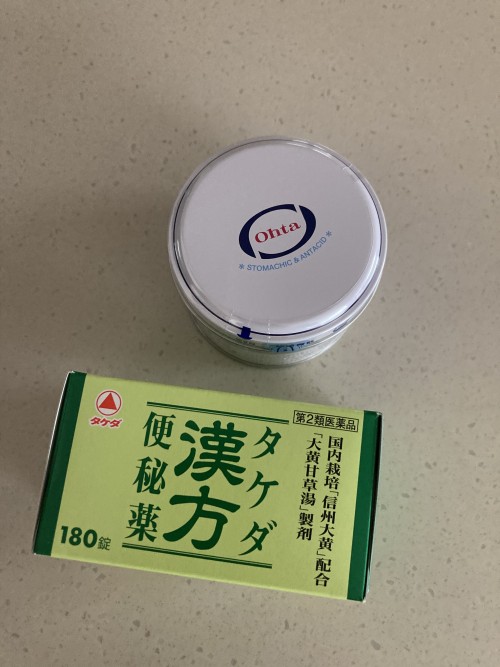 Ohta
※ STOMACHIC & ANTACID ※
タケダ
第2類医薬品
国内栽培「信州大黄」配合
「大黄甘草湯」製剤
タケダ
漢方
便秘薬
180錠